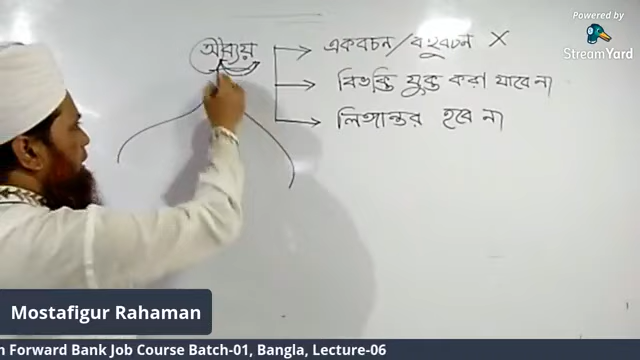 Powered by
StreamYard
অব্যয়
একবচন/বহুবচন X
বিভক্তি যুক্ত করা যাবে না
লিঙ্গান্তর হবে না
Mostafigur Rahaman
n Forward Bank Job Course Batch-01, Bangla, Lecture-06